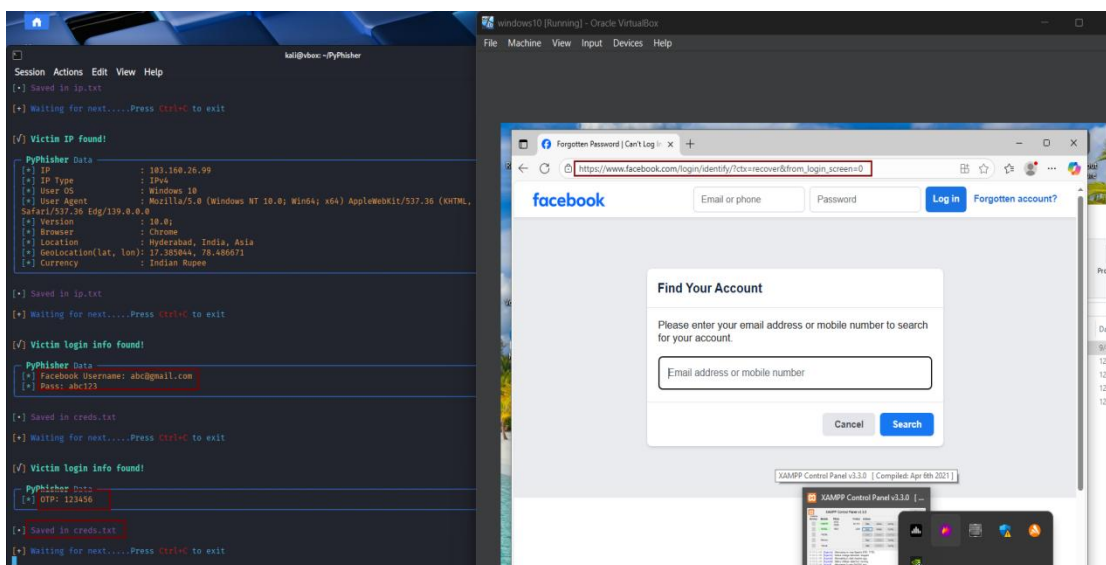 kali@vbox: ~/PyPhisher
Session Actions Edit View Help
[•] Saved in ip.txt
[+] Waiting for next.....Press Ctrl+C to exit
[√] Victim IP found!
PyPhisher Data
[*] IP : 103.160.26.99
[*] IP Type : IPv4
[*] User OS : Windows 10
[*] User Agent : Mozilla/5.0 (Windows NT 10.0; Win64; x64) AppleWebKit/537.36 (KHTML,
Safari/537.36 Edg/139.0.0.0
[*] Version : 10.0;
[*] Browser : Chrome
[*] Location : Hyderabad, India, Asia
[*] GeoLocation(lat, lon): 17.385044, 78.486671
[*] Currency : Indian Rupee
[•] Saved in ip.txt
[+] Waiting for next.....Press Ctrl+C to exit
[√] Victim login info found!
PyPhisher Data
[*] Facebook Username: abc@gmail.com
[*] Pass: abc123
[•] Saved in creds.txt
[+] Waiting for next.....Press Ctrl+C to exit
[√] Victim login info found!
PyPhisher Data
[*] OTP: 123456
[•] Saved in creds.txt
[+] Waiting for next.....Press Ctrl+C to exit
windows10 [Running] - Oracle VirtualBox
File Machine View Input Devices Help
Forgotten Password | Can't Log In
https://www.facebook.com/login/identify/?ctx=recover&from_login_screen=0
facebook
Email or phone
Password
Log in
Forgotten account?
Find Your Account
Please enter your email address or mobile number to search
for your account.
Email address or mobile number
Cancel
Search
XAMPP Control Panel v3.3.0 [ Compiled: Apr 6th 2021 ]
XAMPP Control Panel v3.3.0 [ ...